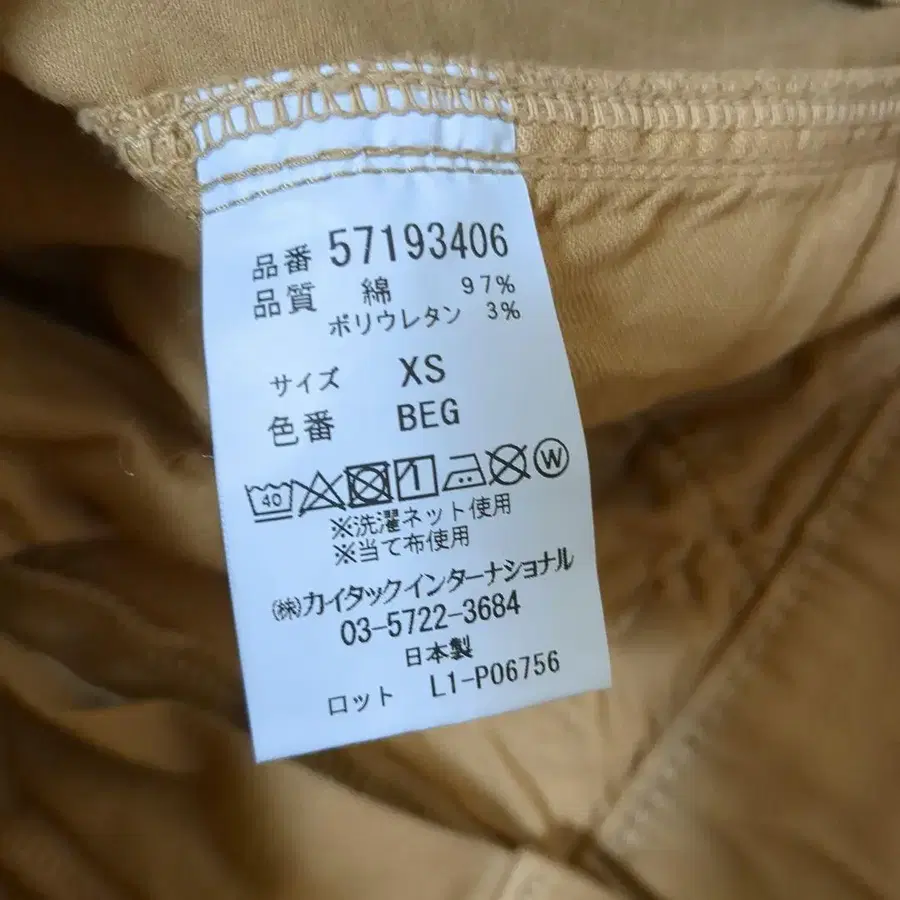 品番 57193406
品質 綿 97%
ポリウレタン 3%
サイズ XS
色番 BEG
40 W
※洗濯ネット使用
※当て布使用
㈱カイタックインターナショナル
03-5722-3684
日本製
ロット L1-P06756